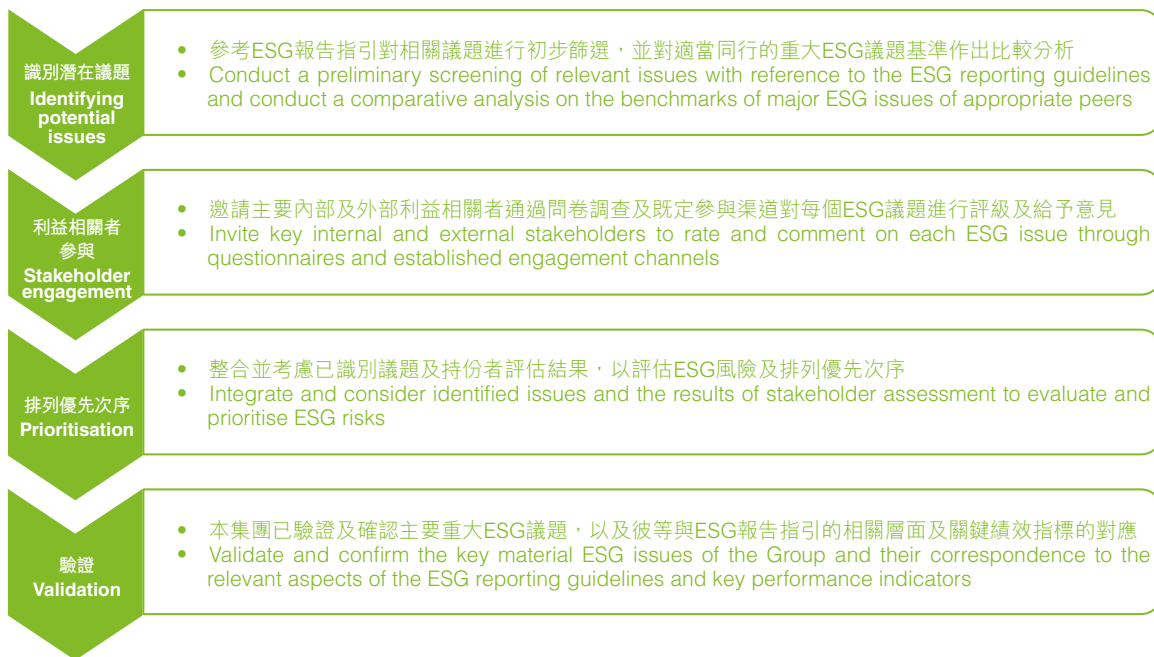 識別潛在議題
Identifying
potential
issues
• 參考ESG報告指引對相關議題進行初步篩選，並對適當同行的重大ESG議題基準作出比較分析
• Conduct a preliminary screening of relevant issues with reference to the ESG reporting guidelines
and conduct a comparative analysis on the benchmarks of major ESG issues of appropriate peers
利益相關者
參與
Stakeholder
engagement
• 邀請主要內部及外部利益相關者通過問卷調查及既定參與渠道對每個ESG議題進行評級及給予意見
• Invite key internal and external stakeholders to rate and comment on each ESG issue through
questionnaires and established engagement channels
排列優先次序
Prioritisation
• 整合並考慮已識別議題及持份者評估結果，以評估ESG風險及排列優先次序
• Integrate and consider identified issues and the results of stakeholder assessment to evaluate and
prioritise ESG risks
驗證
Validation
• 本集團已驗證及確認主要重大ESG議題，以及彼等與ESG報告指引的相關層面及關鍵績效指標的對應
• Validate and confirm the key material ESG issues of the Group and their correspondence to the
relevant aspects of the ESG reporting guidelines and key performance indicators